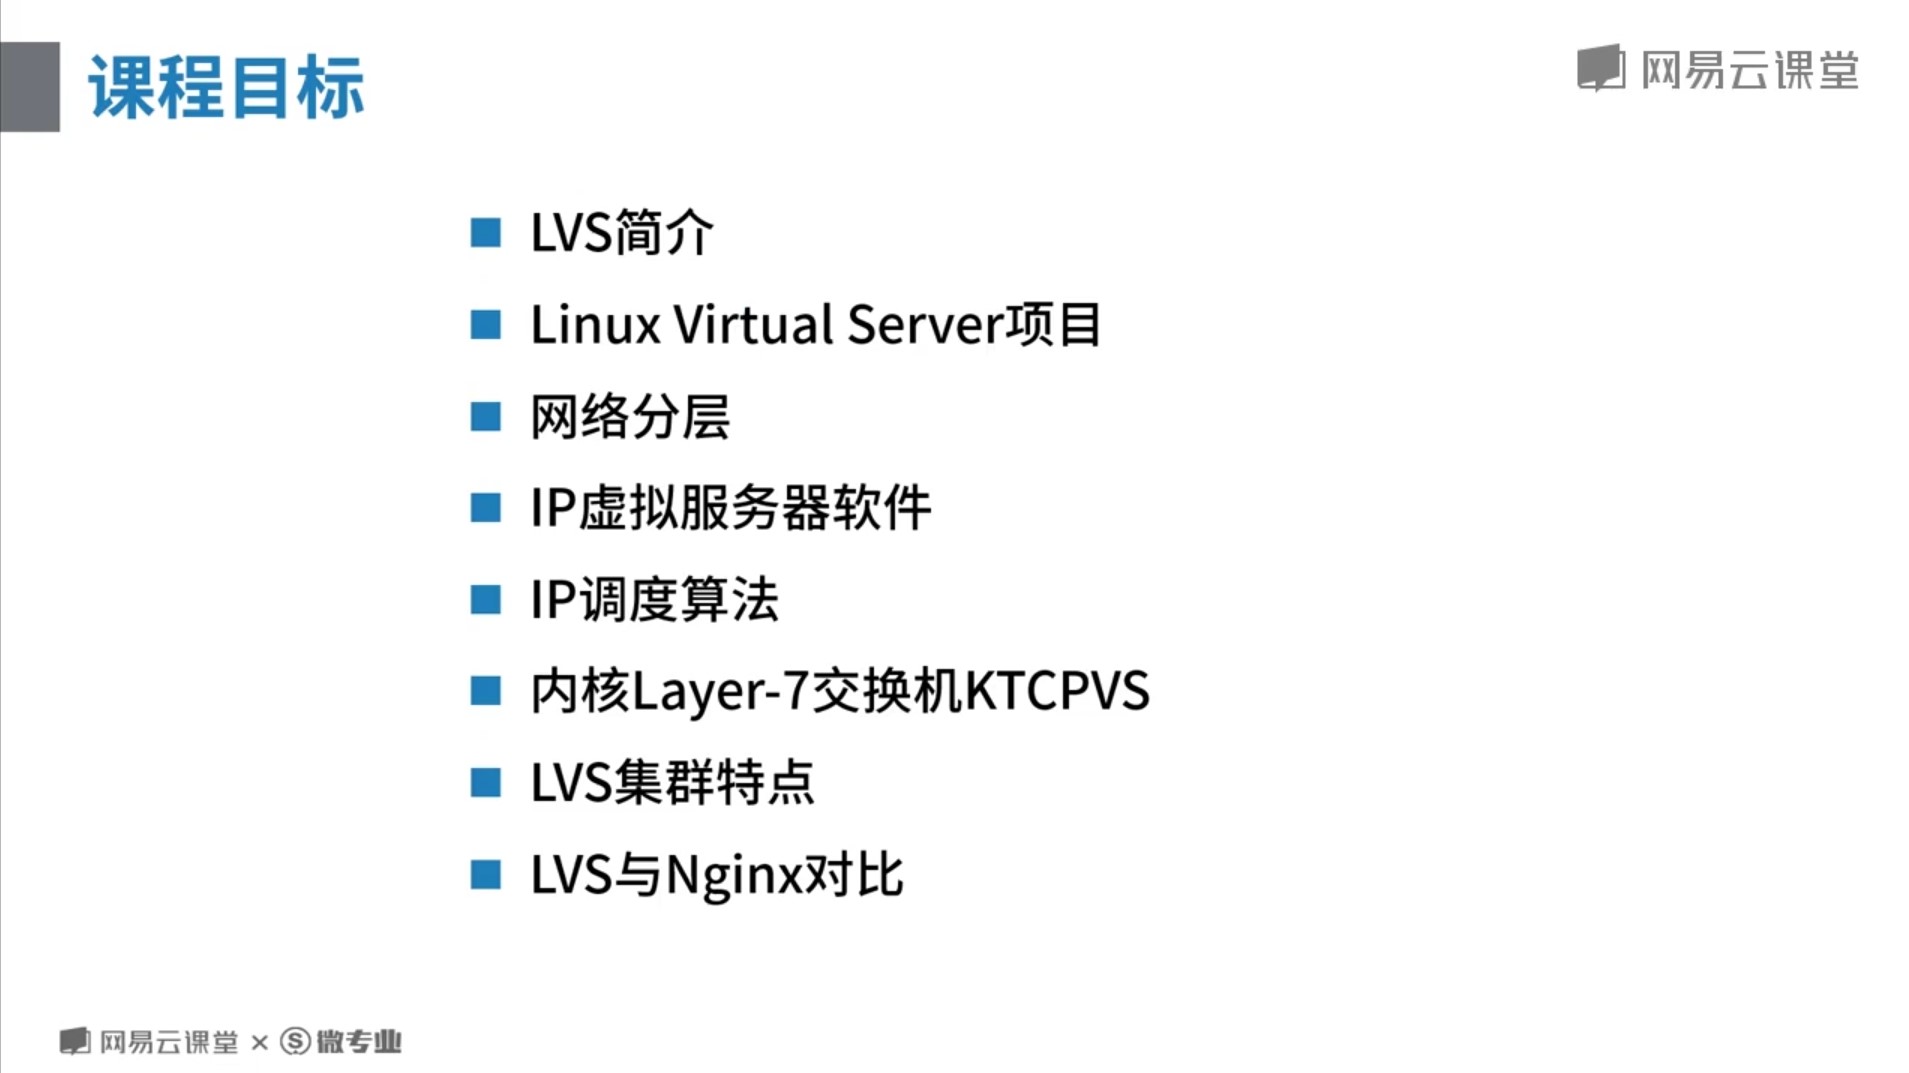 课程目标
网易云课堂
LVS简介
Linux Virtual Server项目
网络分层
IP虚拟服务器软件
IP调度算法
内核Layer-7交换机KTCPVS
LVS集群特点
LVS与Nginx对比
网易云课堂 × S 微专业